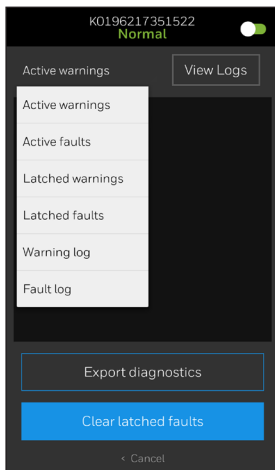 K0196217351522
Normal
Active warnings
View Logs
Active warnings
Active faults
Latched warnings
Latched faults
Warning log
Fault log
Export diagnostics
Clear latched faults
< Cancel